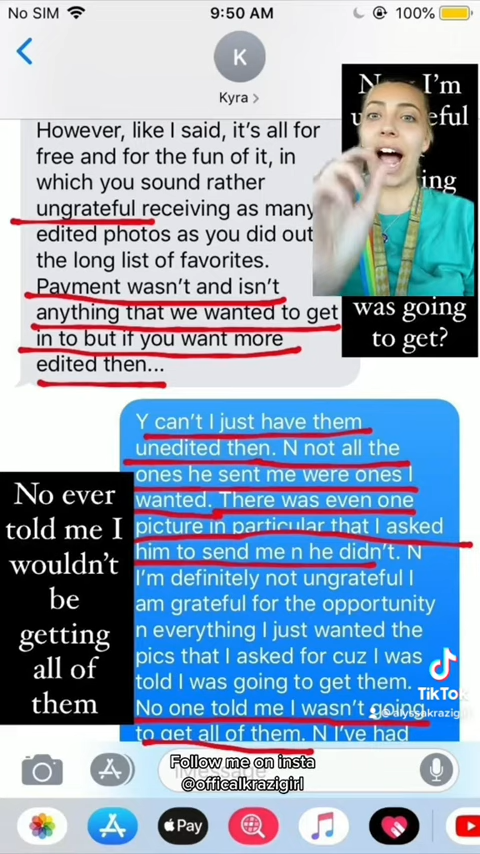 No SIM
9:50 AM
100%
K
Kyra >
However, like I said, it's all for
free and for the fun of it, in
which you sound rather
ungrateful receiving as many
edited photos as you did out
the long list of favorites.
Payment wasn't and isn't
anything that we wanted to get
in to but if you want more
edited then...
I'm
was going
to get?
Y can't I just have them
unedited then. N not all the
ones he sent me were ones I
wanted. There was even one
picture in particular that I asked
him to send me n he didn't. N
I'm definitely not ungrateful I
am grateful for the opportunity
n everything I just wanted the
pics that I asked for cuz I was
told I was going to get them.
No one told me I wasn't going
to get all of them. N I've had
No ever
told me I
wouldn't
be
getting
all of
them
TikTok
iMessage
Follow me on insta
@officalkrazigirl
Pay